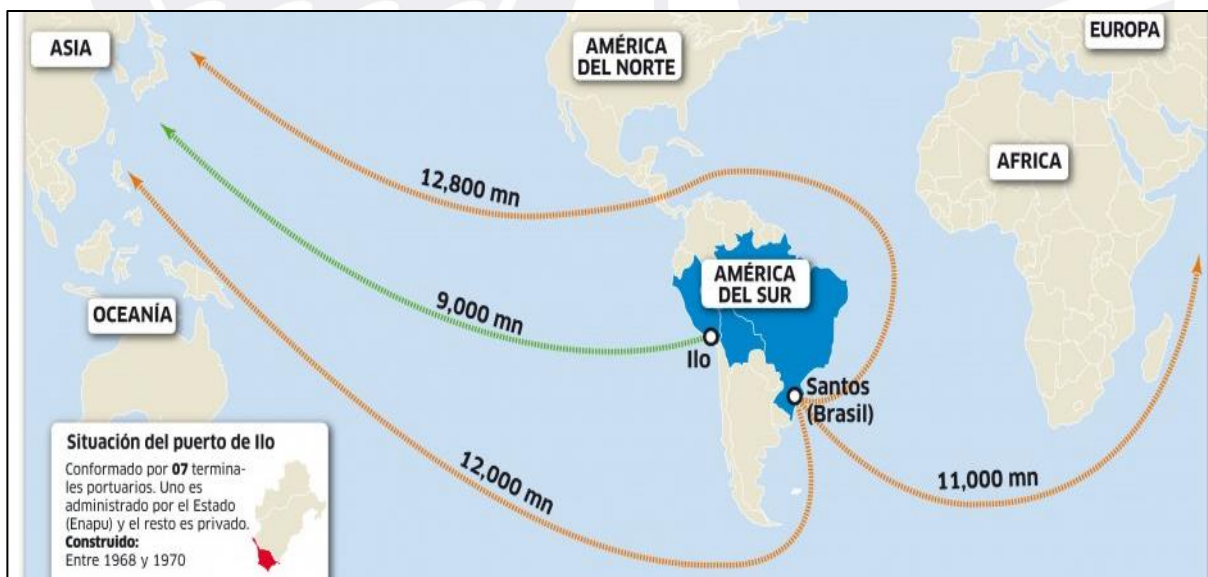 ASIA
AMÉRICA
DEL NORTE
EUROPA
AFRICA
12,800 mn
9,000 mn
OCEANÍA
AMÉRICA
DEL SUR
Ilo
Santos
(Brasil)
12,000 mn
11,000 mn
Situación del puerto de Ilo
Conformado por 07 termina-
les portuarios. Uno es
administrado por el Estado
(Enapu) y el resto es privado.
Construido:
Entre 1968 y 1970